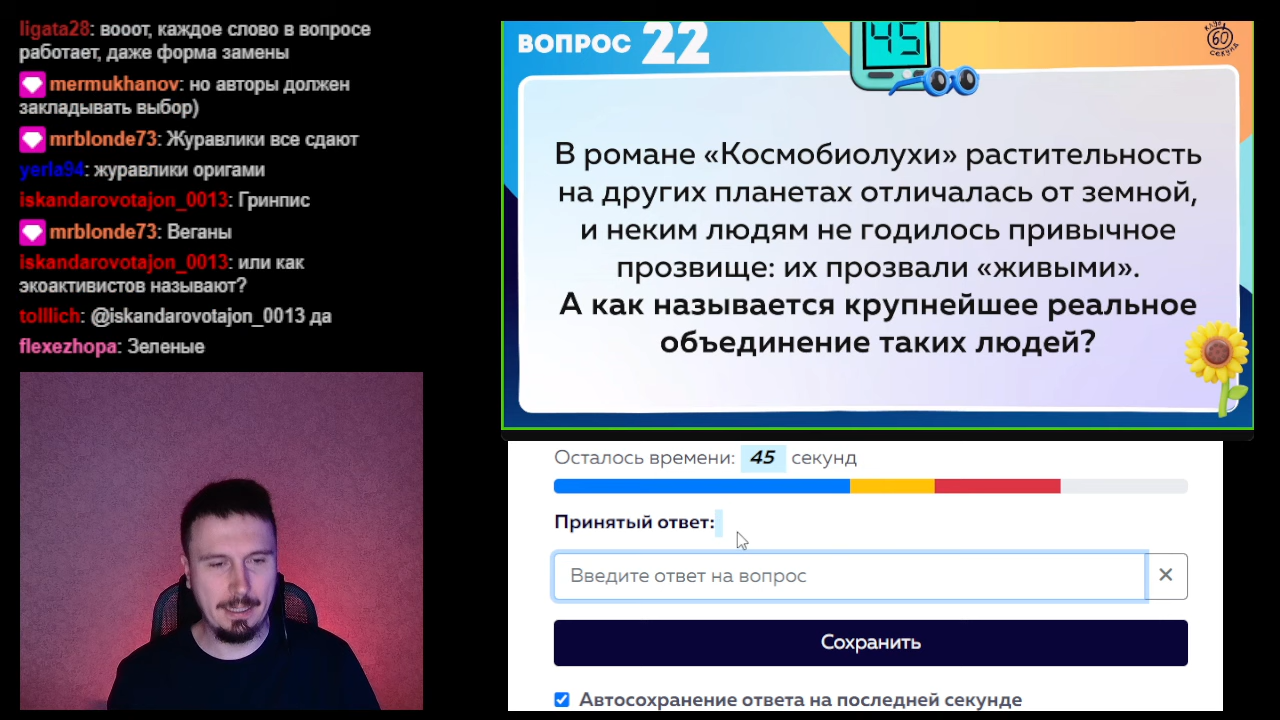 ligata28: вооот, каждое слово в вопросе
работает, даже форма замены
mermukhanov: но авторы должен
закладывать выбор)
mrblonde73: Журавлики все сдают
yerla94: журавлики оригами
iskandarovotajon_0013: Гринпис
mrblonde73: Веганы
iskandarovotajon_0013: или как
экоактивистов называют?
tolllich: @iskandarovotajon_0013 да
flexezhopa: Зеленые
ВОПРОС 22
45
КЛУБ
60
СЕКУНД
В романе «Космобиолухи» растительность
на других планетах отличалась от земной,
и неким людям не годилось привычное
прозвище: их прозвали «живыми».
А как называется крупнейшее реальное
объединение таких людей?
Осталось времени: 45 секунд
Принятый ответ:
Введите ответ на вопрос
Сохранить
Автосохранение ответа на последней секунде